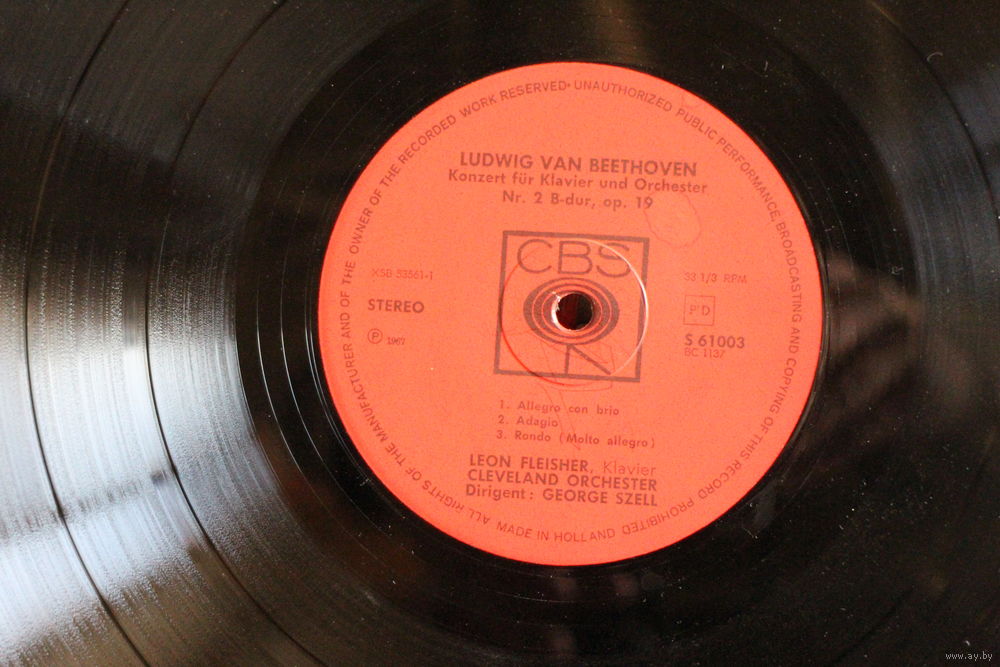 ALL RIGHTS OF THE MANUFACTURER AND OF THE OWNER OF THE RECORDED WORK RESERVED • UNAUTHORIZED PUBLIC PERFORMANCE, BROADCASTING AND COPYING OF THIS RECORD PROHIBITED
LUDWIG VAN BEETHOVEN
Konzert für Klavier und Orchester
Nr. 2 B-dur, op. 19
CBS
XSB 53561-1
33 1/3 RPM
STEREO
P'D
℗ 1967
S 61003
BC 1137
1. Allegro con brio
2. Adagio
3. Rondo (Molto allegro)
LEON FLEISHER, Klavier
CLEVELAND ORCHESTER
Dirigent: GEORGE SZELL
MADE IN HOLLAND
www.ay.by